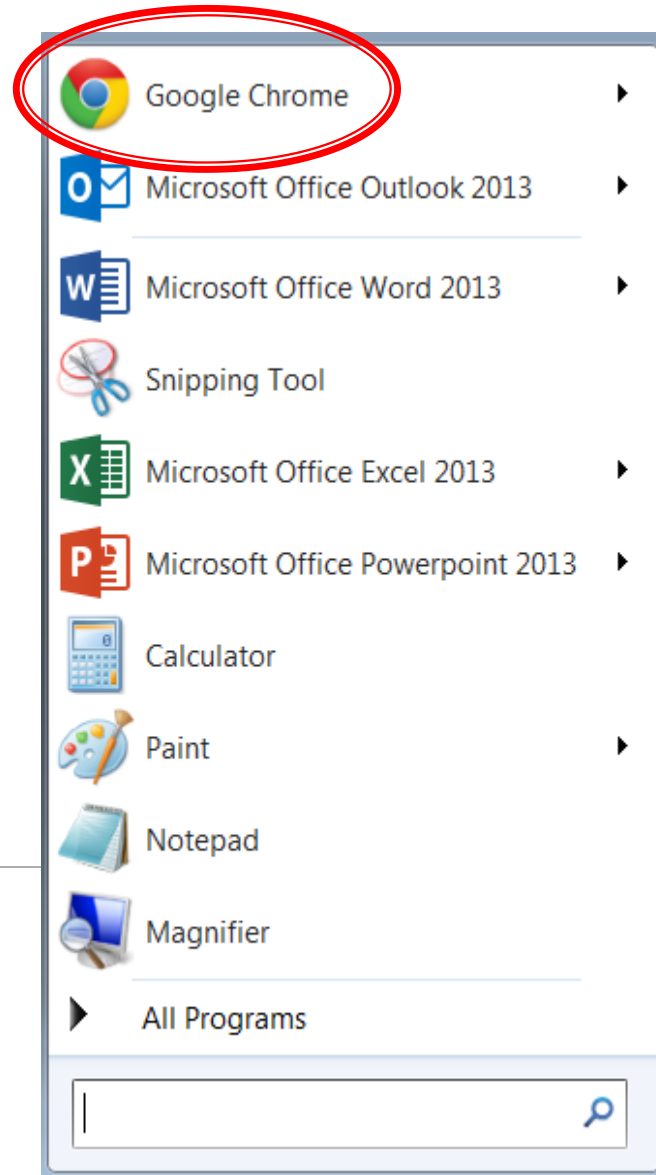 Google Chrome
Microsoft Office Outlook 2013
Microsoft Office Word 2013
Snipping Tool
Microsoft Office Excel 2013
Microsoft Office Powerpoint 2013
Calculator
Paint
Notepad
Magnifier
All Programs